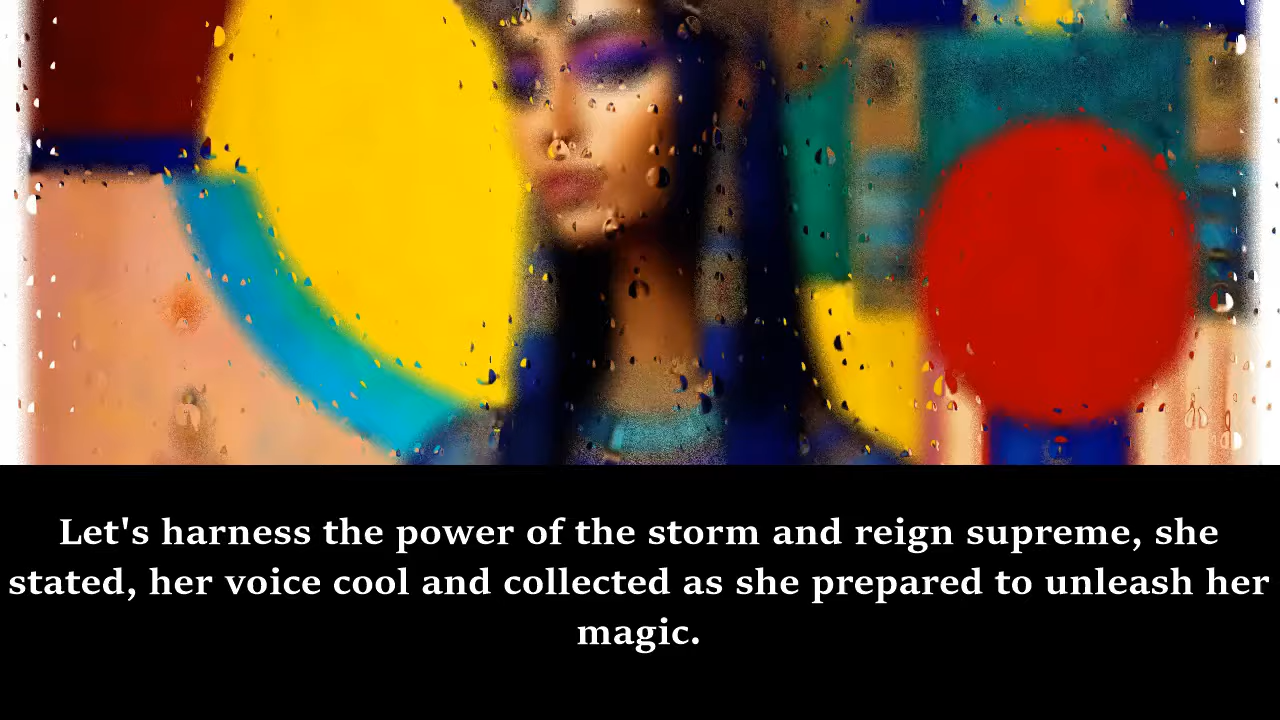 Let's harness the power of the storm and reign supreme, she
stated, her voice cool and collected as she prepared to unleash her
magic.